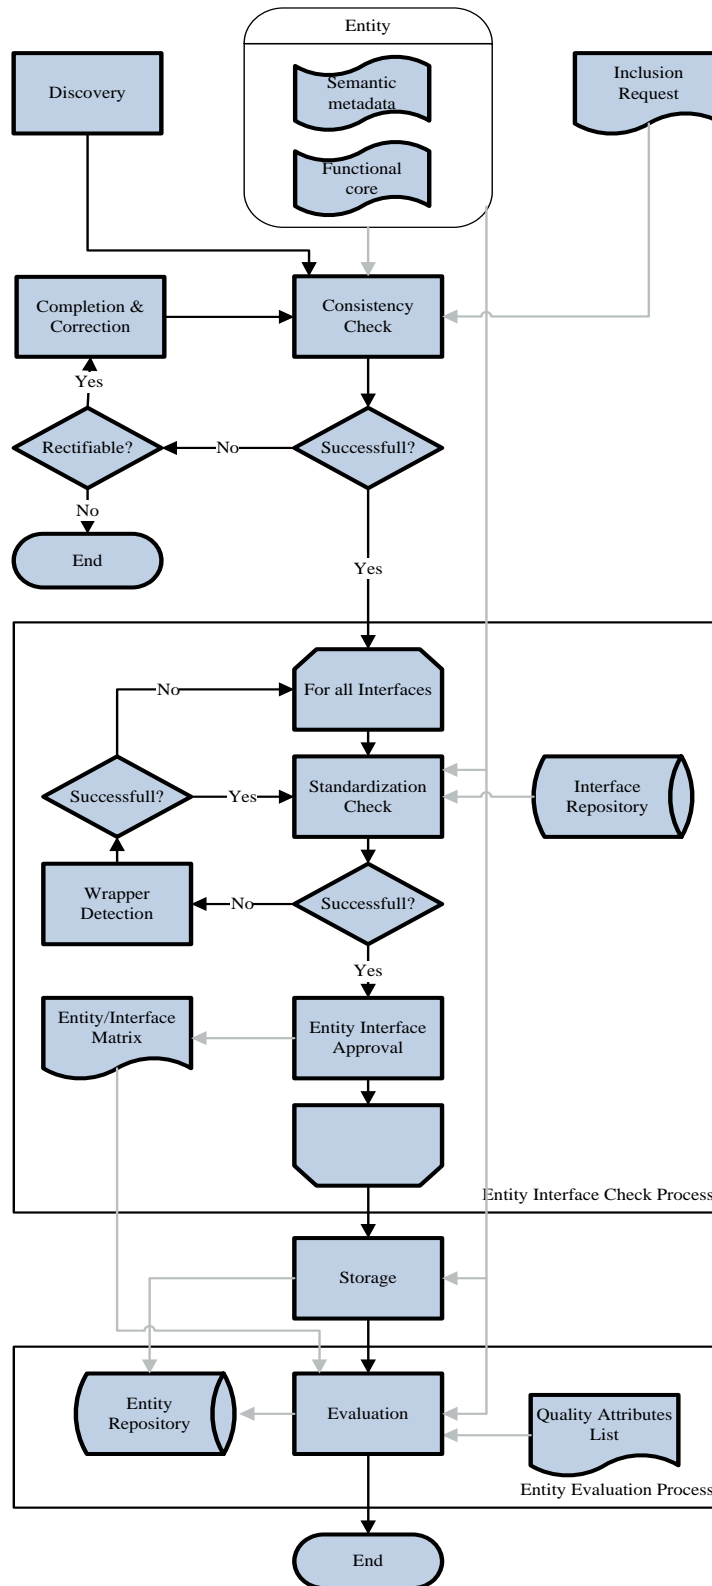 Entity
Discovery
Semantic
metadata
Inclusion
Request
Functional
core
Completion &
Correction
Consistency
Check
Yes
Rectifiable?
No
Successfull?
No
End
Yes
For all Interfaces
No
Successfull?
Yes
Standardization
Check
Interface
Repository
Wrapper
Detection
No
Successfull?
Yes
Entity/Interface
Matrix
Entity Interface
Approval
Entity Interface Check Process
Storage
Entity
Repository
Evaluation
Quality Attributes
List
Entity Evaluation Process
End